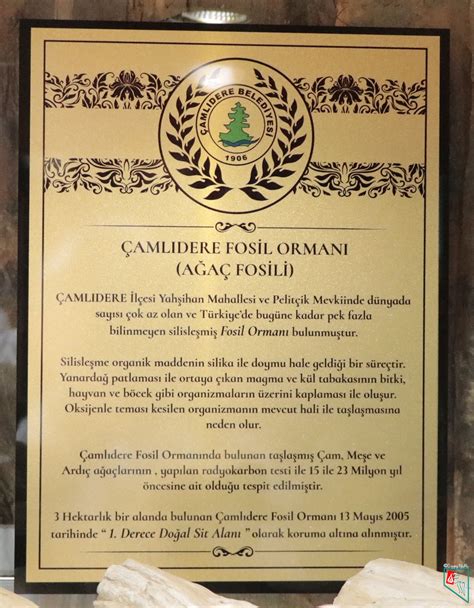 ÇAMLIDERE BELEDİYESİ
1906
ÇAMLIDERE FOSİL ORMANI
(AĞAÇ FOSİLİ)
ÇAMLIDERE İlçesi Yahşihan Mahallesi ve Pelitçik Mevkiinde dünyada
sayısı çok az olan ve Türkiye'de bugüne kadar pek fazla
bilinmeyen silisleşmiş Fosil Ormanı bulunmuştur.
Silisleşme organik maddenin silika ile doymu hale geldiği bir süreçtir.
Yanardağ patlaması ile ortaya çıkan magma ve kül tabakasının bitki,
hayvan ve böcek gibi organizmaların üzerini kaplaması ile oluşur.
Oksijenle teması kesilen organizmanın mevcut hali ile taşlaşmasına
neden olur.
Çamlıdere Fosil Ormanında bulunan taşlaşmış Çam, Meşe ve
Ardıç ağaçlarının , yapılan radyokarbon testi ile 15 ile 23 Milyon yıl
öncesine ait olduğu tespit edilmiştir.
3 Hektarlık bir alanda bulunan Çamlıdere Fosil Ormanı 13 Mayıs 2005
tarihinde " 1. Derece Doğal Sit Alanı " olarak koruma altına alınmıştır.